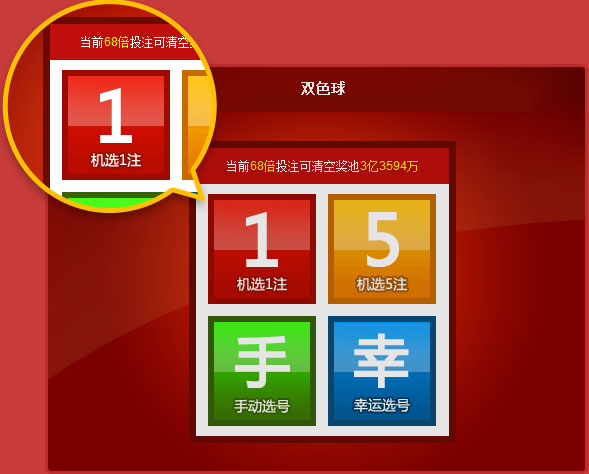 当前68倍投注可清空奖
1
机选1注
双色球
当前68倍投注可清空奖池3亿3594万
1
机选1注
5
机选5注
手
手动选号
幸
幸运选号